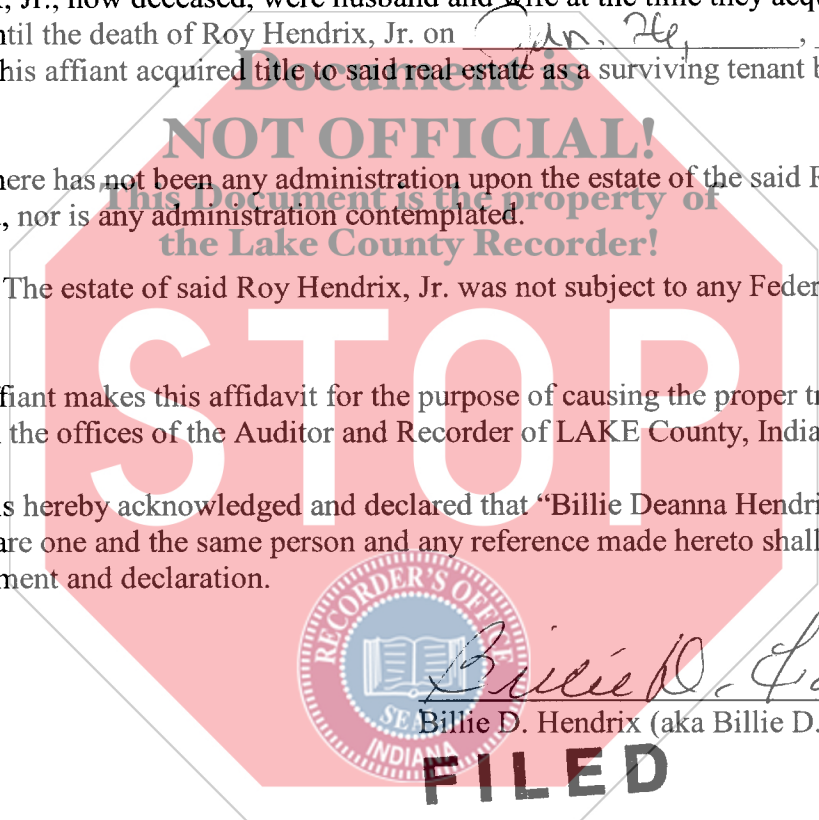 , Jr., now deceased, were husband and wife at the time they acq
ntil the death of Roy Hendrix, Jr. on Jan. 26, ,
his affiant acquired title to said real estate as a surviving tenant b
Document is
NOT OFFICIAL!
here has not been any administration upon the estate of the said R
This Document is the property of
, nor is any administration contemplated.
the Lake County Recorder!
The estate of said Roy Hendrix, Jr. was not subject to any Feder
STOP
ffiant makes this affidavit for the purpose of causing the proper tr
the offices of the Auditor and Recorder of LAKE County, India
s hereby acknowledged and declared that “Billie Deanna Hendri
are one and the same person and any reference made hereto shall
ment and declaration.
RECORDER'S OFFICE
SEAL
INDIANA
Billie D.
Billie D. Hendrix (aka Billie D.
FILED